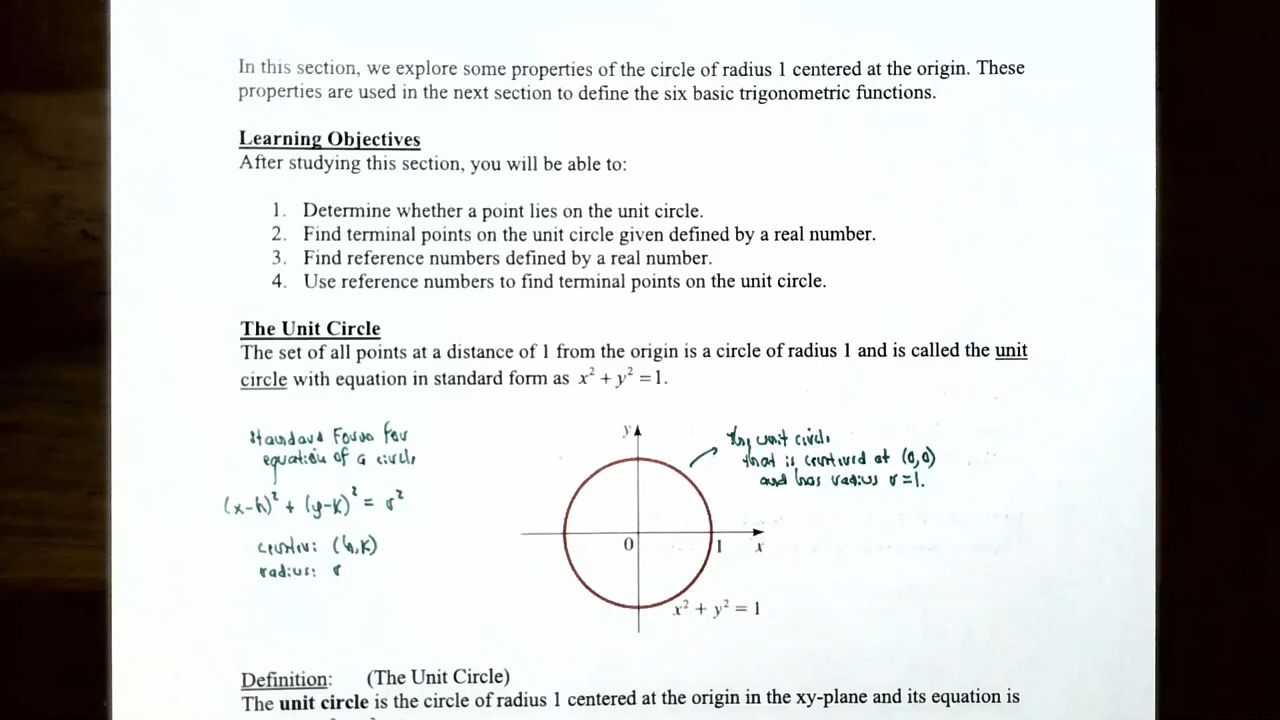 In this section, we explore some properties of the circle of radius 1 centered at the origin. These
properties are used in the next section to define the six basic trigonometric functions.
Learning Objectives
After studying this section, you will be able to:
1. Determine whether a point lies on the unit circle.
2. Find terminal points on the unit circle given defined by a real number.
3. Find reference numbers defined by a real number.
4. Use reference numbers to find terminal points on the unit circle.
The Unit Circle
The set of all points at a distance of 1 from the origin is a circle of radius 1 and is called the unit
circle with equation in standard form as x² + y² = 1.
Standard Form for
equation of a circle
(x-h)² + (y-k)² = r²
center: (h,k)
radius: r
y
the unit circle
that is centered at (0,0)
and has radius r=1.
0
1
x
x² + y² = 1
Definition: (The Unit Circle)
The unit circle is the circle of radius 1 centered at the origin in the xy-plane and its equation is